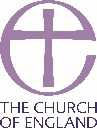 THE CHURCH
OF ENGLAND